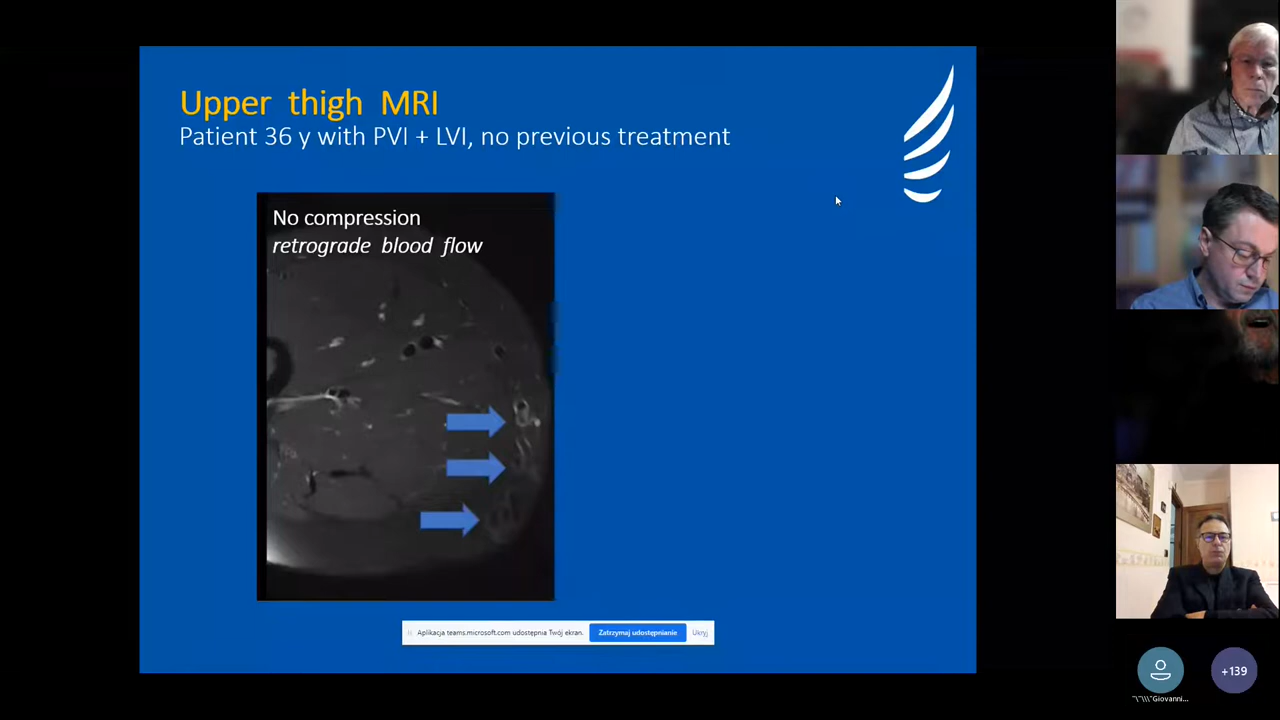 Upper thigh MRI
Patient 36 y with PVI + LVI, no previous treatment
No compression
retrograde blood flow
Aplikacja teams.microsoft.com udostępnia Twój ekran. Zatrzymaj udostępnianie Ukryj
"\"\\\"Giovanni...
+139